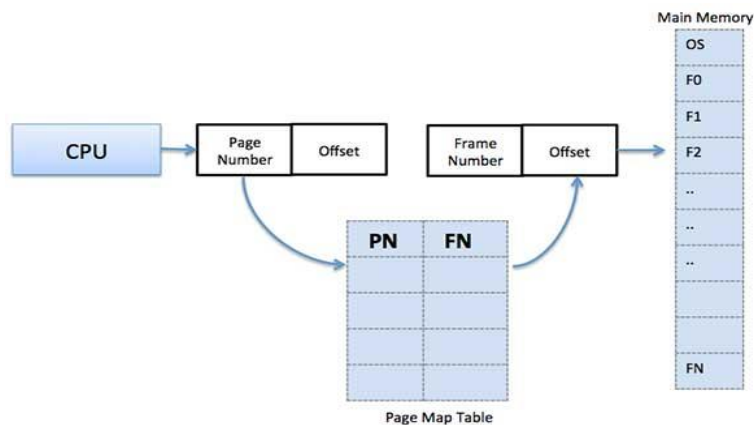 Main Memory
OS
F0
F1
F2
..
..
..
FN
CPU
Page
Number
Offset
Frame
Number
Offset
PN FN
Page Map Table